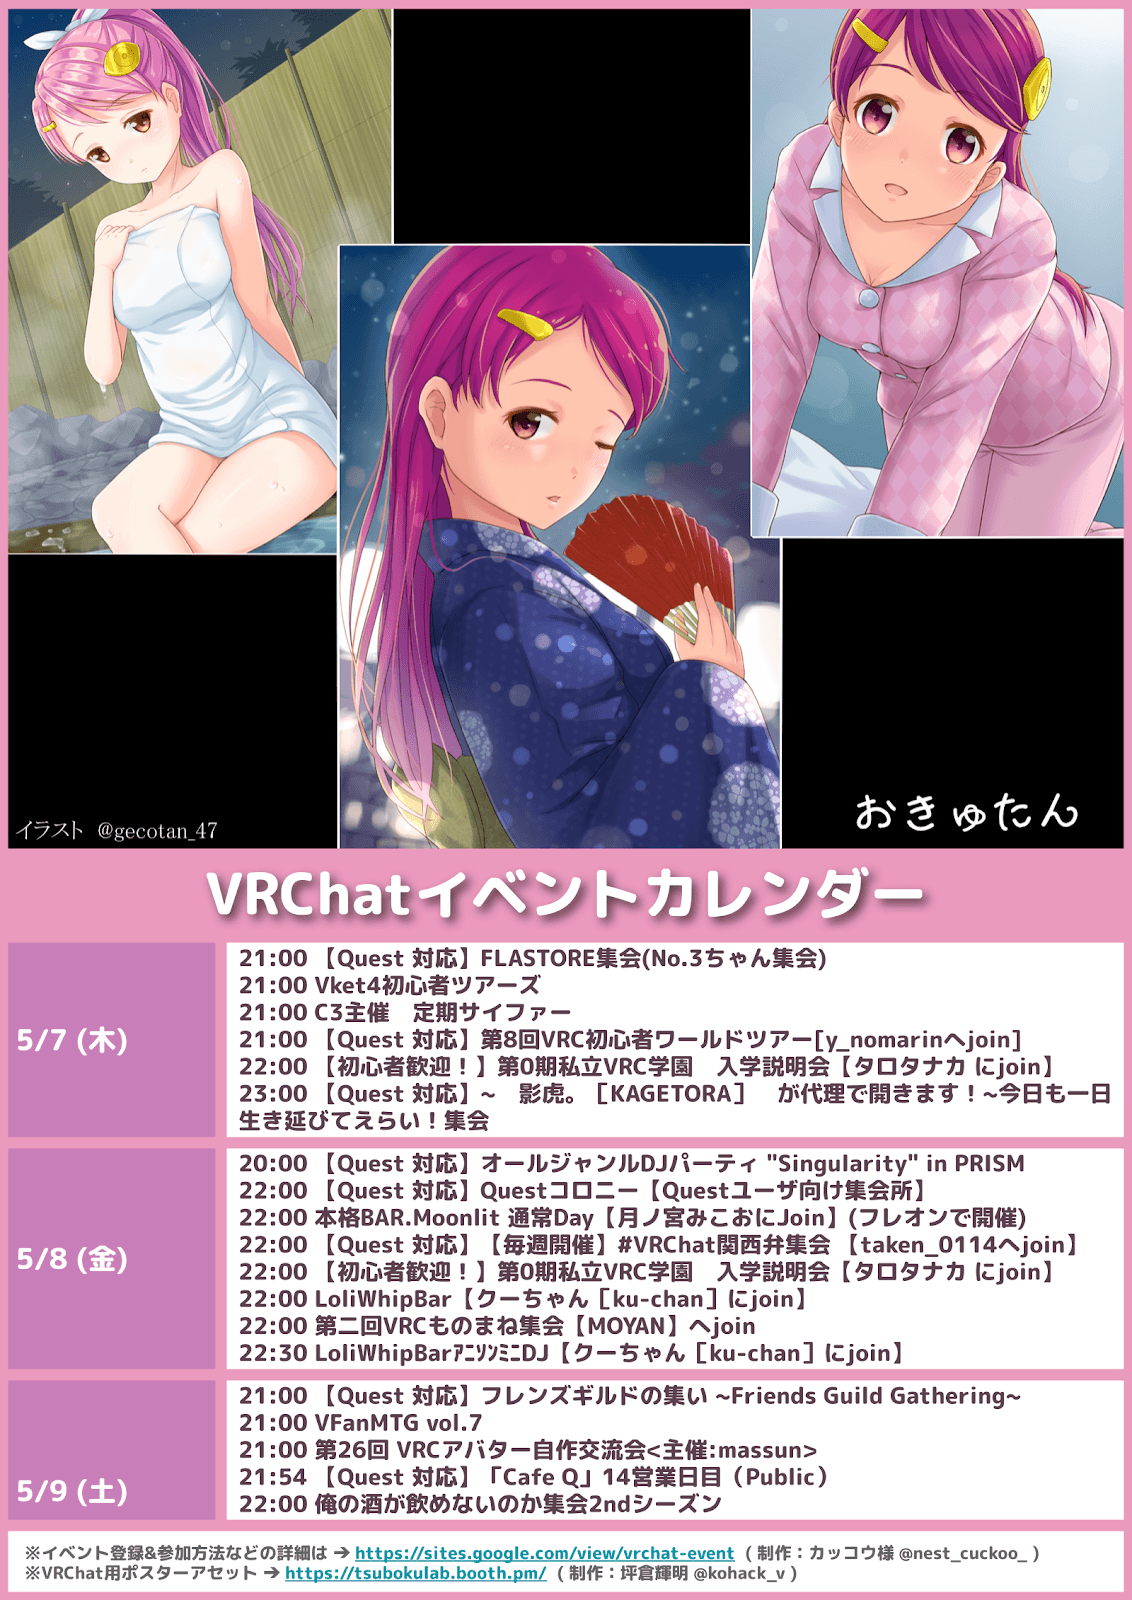 イラスト @gecotan_47
おきゅたん
VRChatイベントカレンダー
5/7 (木)
21:00 【Quest 対応】FLASTORE集会(No.3ちゃん集会)
21:00 Vket4初心者ツアーズ
21:00 C3主催　定期サイファー
21:00 【Quest 対応】第8回VRC初心者ワールドツアー[y_nomarinへjoin]
22:00 【初心者歓迎！】第0期私立VRC学園　入学説明会【タロタナカ にjoin】
23:00 【Quest 対応】~　影虎。［KAGETORA］　が代理で開きます！~今日も一日
生き延びてえらい！集会
5/8 (金)
20:00 【Quest 対応】オールジャンルDJパーティ "Singularity" in PRISM
22:00 【Quest 対応】Questコロニー【Questユーザ向け集会所】
22:00 本格BAR.Moonlit 通常Day【月ノ宮みこおにJoin】(フレオンで開催)
22:00 【Quest 対応】【毎週開催】#VRChat関西弁集会 【taken_0114へjoin】
22:00 【初心者歓迎！】第0期私立VRC学園　入学説明会【タロタナカ にjoin】
22:00 LoliWhipBar【クーちゃん［ku-chan］にjoin】
22:00 第二回VRCものまね集会【MOYAN】へjoin
22:30 LoliWhipBarｱﾆｿﾝﾐﾆDJ【クーちゃん［ku-chan］にjoin】
5/9 (土)
21:00 【Quest 対応】フレンズギルドの集い ~Friends Guild Gathering~
21:00 VFanMTG vol.7
21:00 第26回 VRCアバター自作交流会<主催:massun>
21:54 【Quest 対応】「Cafe Q」14営業日目（Public）
22:00 俺の酒が飲めないのか集会2ndシーズン
※イベント登録&参加方法などの詳細は ➔ https://sites.google.com/view/vrchat-event （ 制作：カッコウ様 @nest_cuckoo_ ）
※VRChat用ポスターアセット ➔ https://tsubokulab.booth.pm/ （ 制作：坪倉輝明 @kohack_v ）